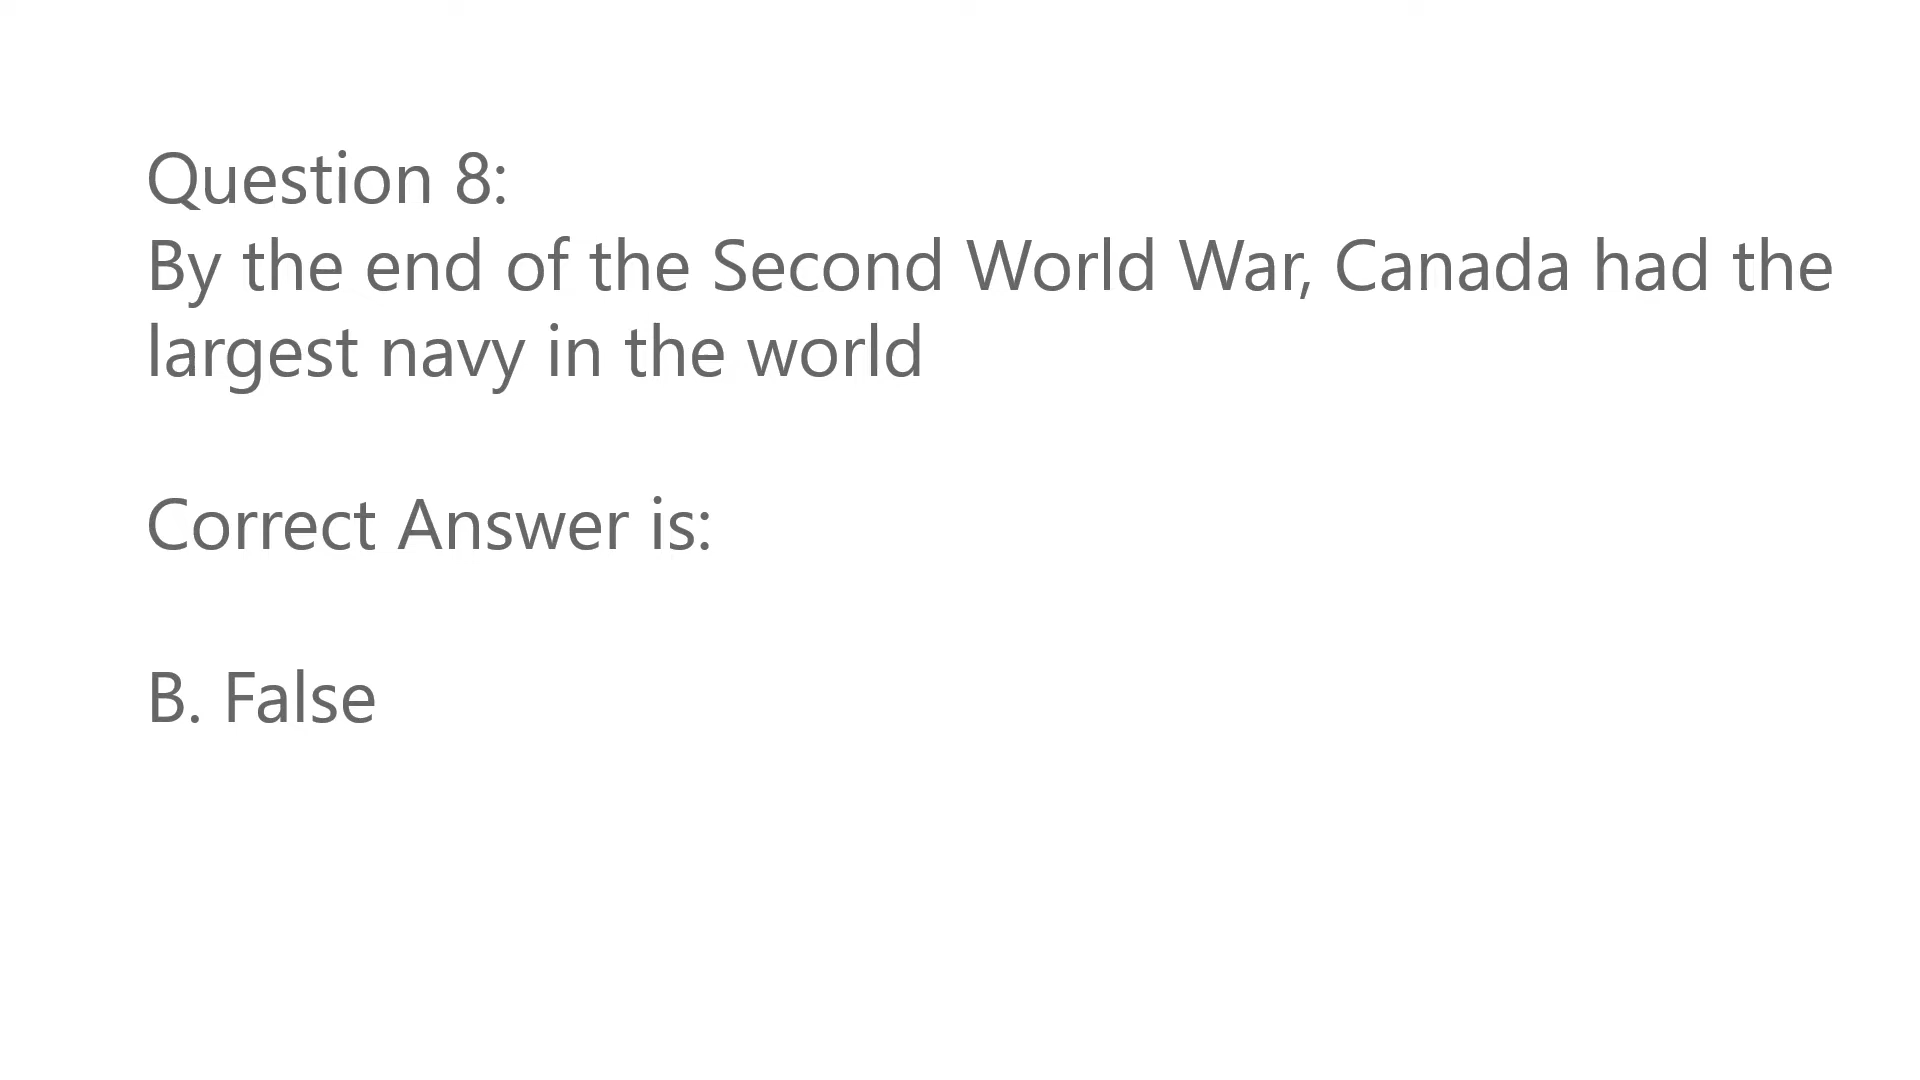 Question 8:
By the end of the Second World War, Canada had the
largest navy in the world
Correct Answer is:
B. False